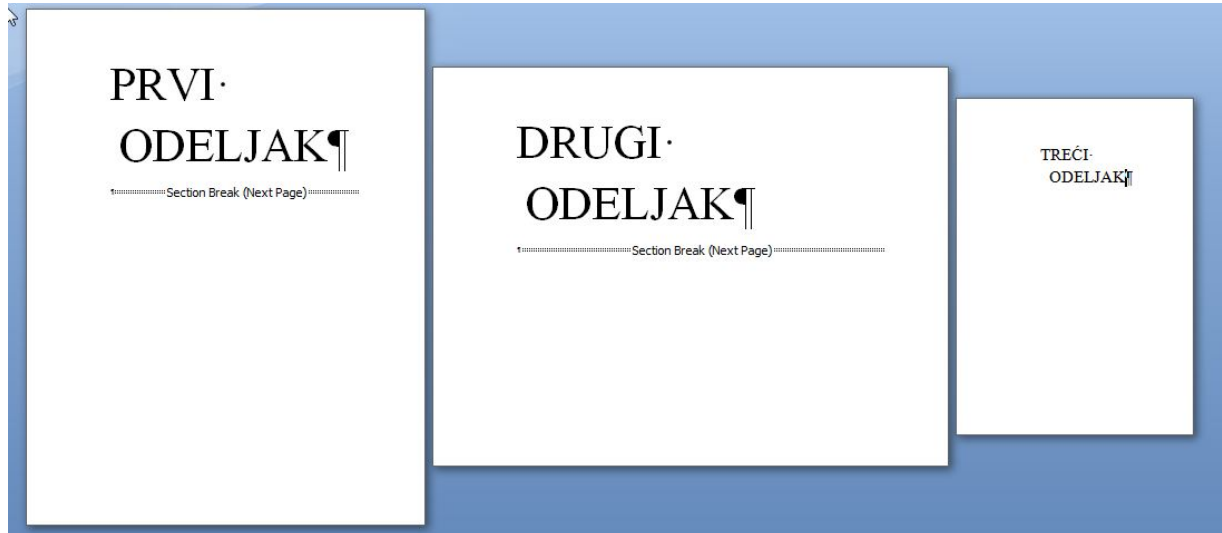 PRVI·
ODELJAK¶
¶Section Break (Next Page)
DRUGI·
ODELJAK¶
¶Section Break (Next Page)
TREĆI·
ODELJAK¶